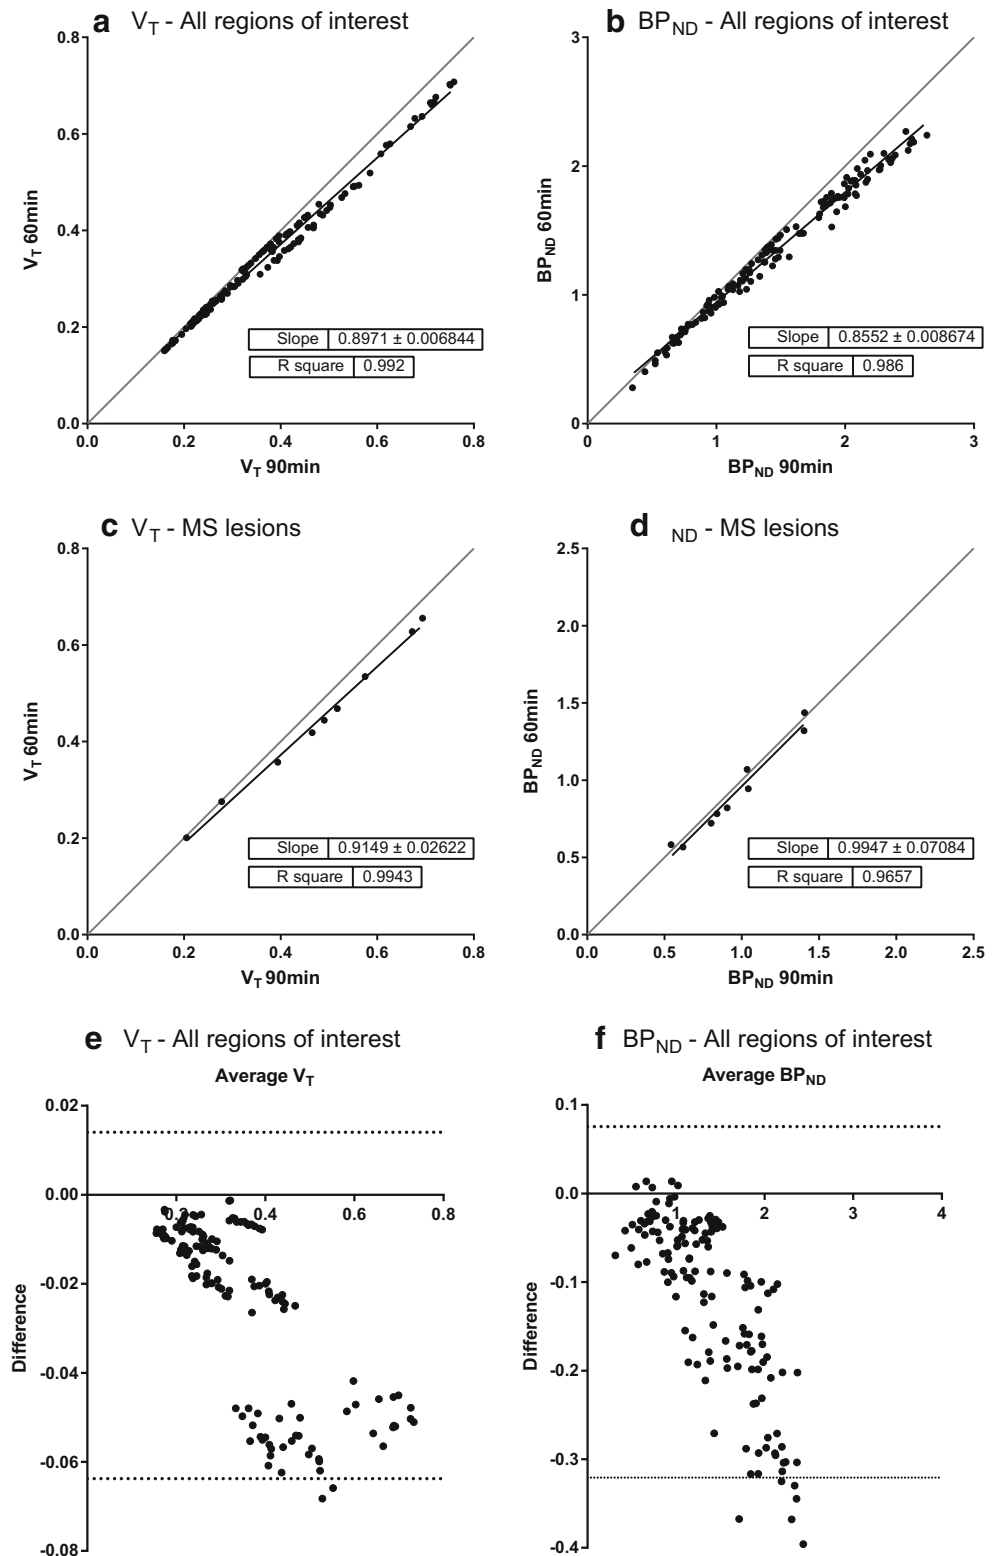 a V_T - All regions of interest
0.8
0.6
0.4
0.2
0.0
0.0 0.2 0.4 0.6 0.8
V_T 60min
V_T 90min
Slope 0.8971 ± 0.006844
R square 0.992
b BP_ND - All regions of interest
3
2
1
0
0 1 2 3
BP_ND 60min
BP_ND 90min
Slope 0.8552 ± 0.008674
R square 0.986
c V_T - MS lesions
0.8
0.6
0.4
0.2
0.0
0.0 0.2 0.4 0.6 0.8
V_T 60min
V_T 90min
Slope 0.9149 ± 0.02622
R square 0.9943
d _ND - MS lesions
2.5
2.0
1.5
1.0
0.5
0.0
0.0 0.5 1.0 1.5 2.0 2.5
BP_ND 60min
BP_ND 90min
Slope 0.9947 ± 0.07084
R square 0.9657
e V_T - All regions of interest
Average V_T
0.02
0.00
-0.02
-0.04
-0.06
-0.08
0.2 0.4 0.6 0.8
Difference
f BP_ND - All regions of interest
Average BP_ND
0.1
0.0
-0.1
-0.2
-0.3
-0.4
1 2 3 4
Difference